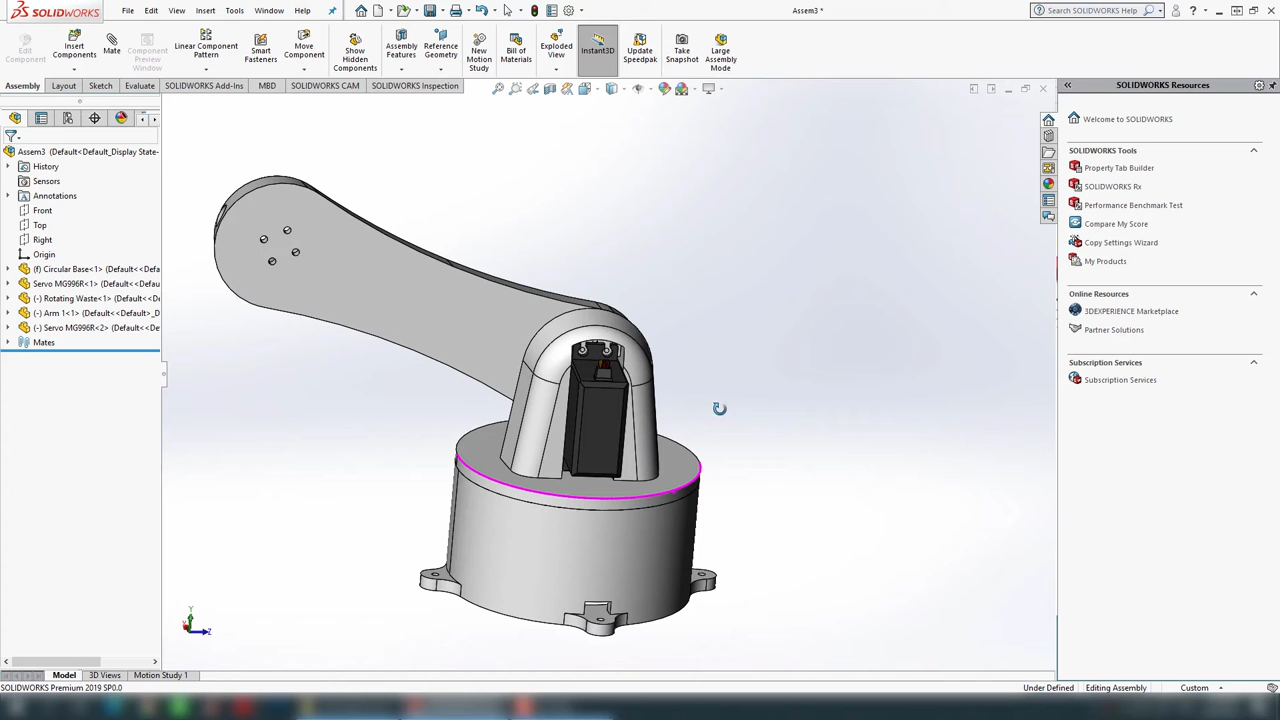 SOLIDWORKS File Edit View Insert Tools Window Help Assem3 * Search SOLIDWORKS Help
Edit Component
Insert Components
Mate
Component Preview Window
Linear Component Pattern
Smart Fasteners
Move Component
Show Hidden Components
Assembly Features
Reference Geometry
New Motion Study
Bill of Materials
Exploded View
Instant3D
Update Speedpak
Take Snapshot
Large Assembly Mode
Assembly Layout Sketch Evaluate SOLIDWORKS Add-Ins MBD SOLIDWORKS CAM SOLIDWORKS Inspection
Assem3 (Default<Default_Display State-
History
Sensors
Annotations
Front
Top
Right
Origin
(f) Circular Base<1> (Default<<Defa
Servo MG996R<1> (Default<<Defau
(-) Rotating Waste<1> (Default<<De
(-) Arm 1<1> (Default<<Default>_D
(-) Servo MG996R<2> (Default<<De
Mates
Y
Z
SOLIDWORKS Resources
Welcome to SOLIDWORKS
SOLIDWORKS Tools
Property Tab Builder
SOLIDWORKS Rx
Performance Benchmark Test
Compare My Score
Copy Settings Wizard
My Products
Online Resources
3DEXPERIENCE Marketplace
Partner Solutions
Subscription Services
Subscription Services
Model 3D Views Motion Study 1
SOLIDWORKS Premium 2019 SP0.0 Under Defined Editing Assembly Custom